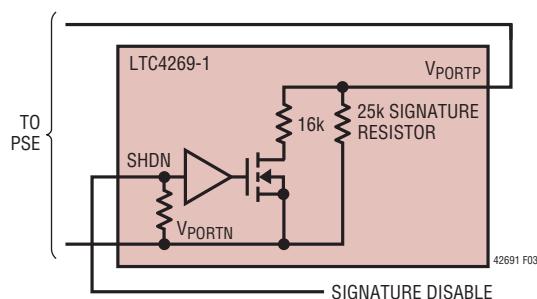 LTC4269-1
VPORTP
16k
25k SIGNATURE
RESISTOR
TO
PSE
SHDN
VPORTN
42691 F03
SIGNATURE DISABLE